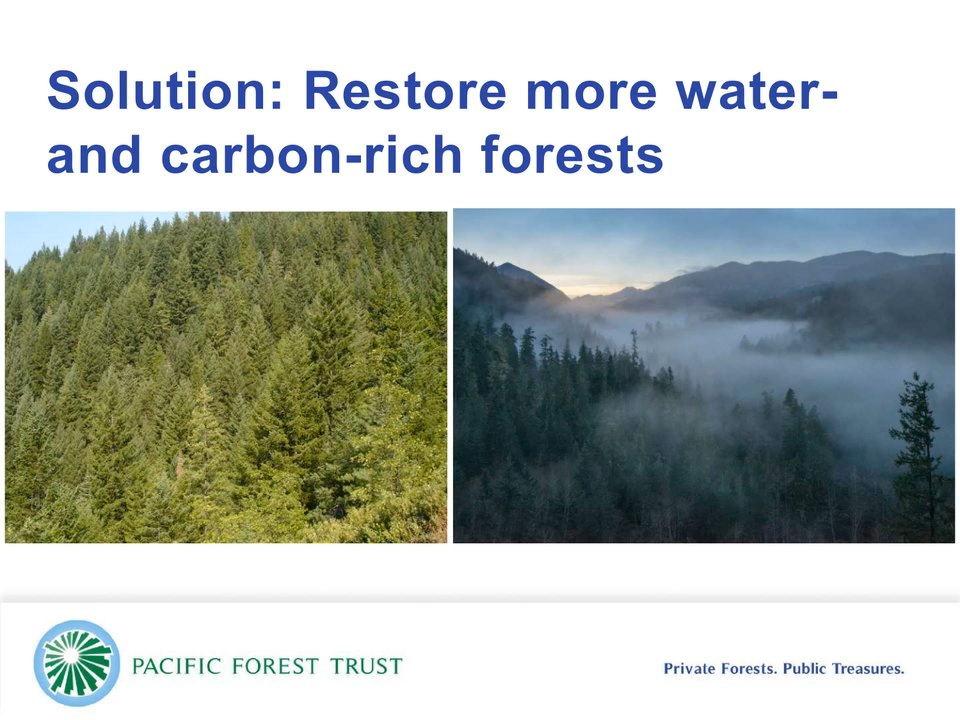 Solution: Restore more water-
and carbon-rich forests
PACIFIC FOREST TRUST
Private Forests. Public Treasures.